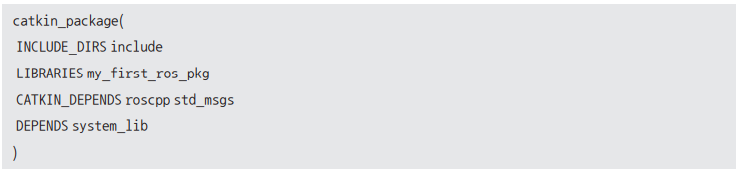 catkin_package(
INCLUDE_DIRS include
LIBRARIES my_first_ros_pkg
CATKIN_DEPENDS roscpp std_msgs
DEPENDS system_lib
)